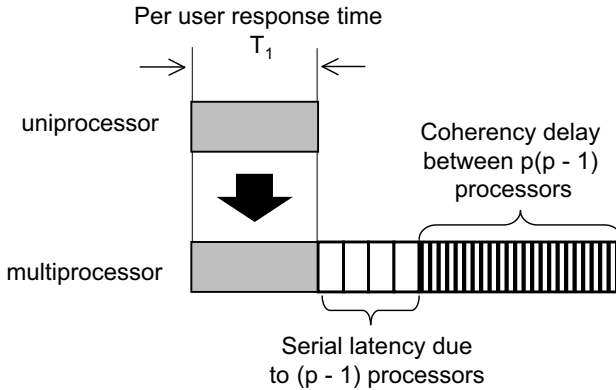 Per user response time
T₁
uniprocessor
Coherency delay
between p(p - 1)
processors
multiprocessor
Serial latency due
to (p - 1) processors